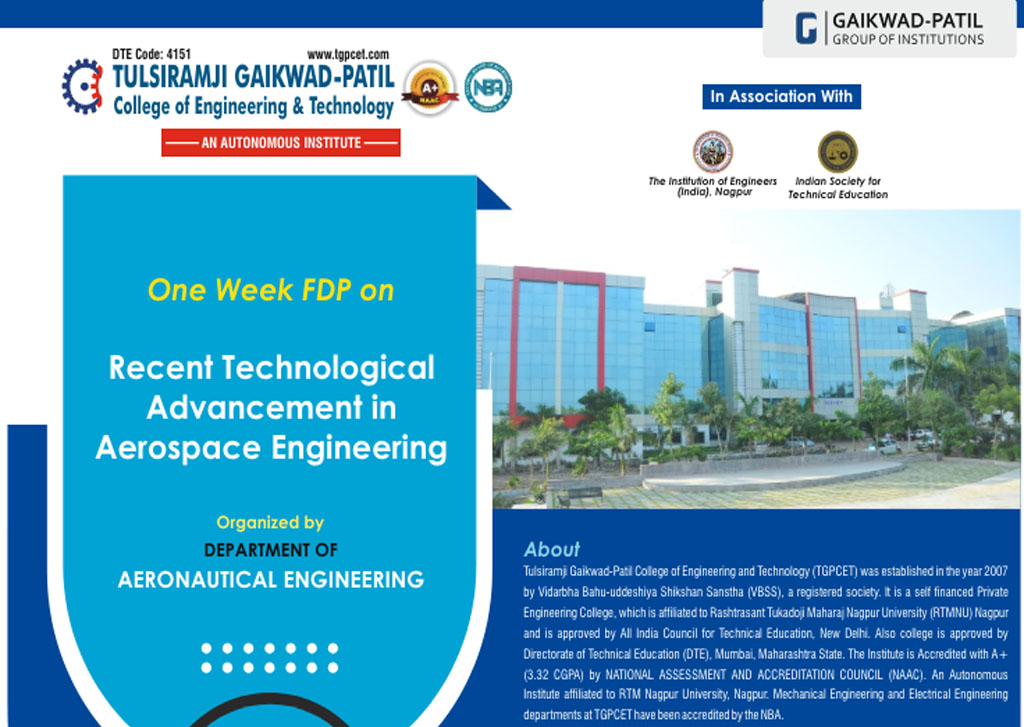 GAIKWAD-PATIL
GROUP OF INSTITUTIONS
DTE Code: 4151
www.tgpcet.com
TULSIRAMJI GAIKWAD-PATIL
College of Engineering & Technology
A+
NAAC
NBA
AN AUTONOMOUS INSTITUTE
In Association With
The Institution of Engineers
(India), Nagpur
Indian Society for
Technical Education
One Week FDP on
Recent Technological
Advancement in
Aerospace Engineering
Organized by
DEPARTMENT OF
AERONAUTICAL ENGINEERING
About
Tulsiramji Gaikwad-Patil College of Engineering and Technology (TGPCET) was established in the year 2007
by Vidarbha Bahu-uddeshiya Shikshan Sanstha (VBSS), a registered society. It is a self financed Private
Engineering College, which is affiliated to Rashtrasant Tukadoji Maharaj Nagpur University (RTMNU) Nagpur
and is approved by All India Council for Technical Education, New Delhi. Also college is approved by
Directorate of Technical Education (DTE), Mumbai, Maharashtra State. The Institute is Accredited with A+
(3.32 CGPA) by NATIONAL ASSESSMENT AND ACCREDITATION COUNCIL (NAAC). An Autonomous
Institute affiliated to RTM Nagpur University, Nagpur. Mechanical Engineering and Electrical Engineering
departments at TGPCET have been accredited by the NBA.